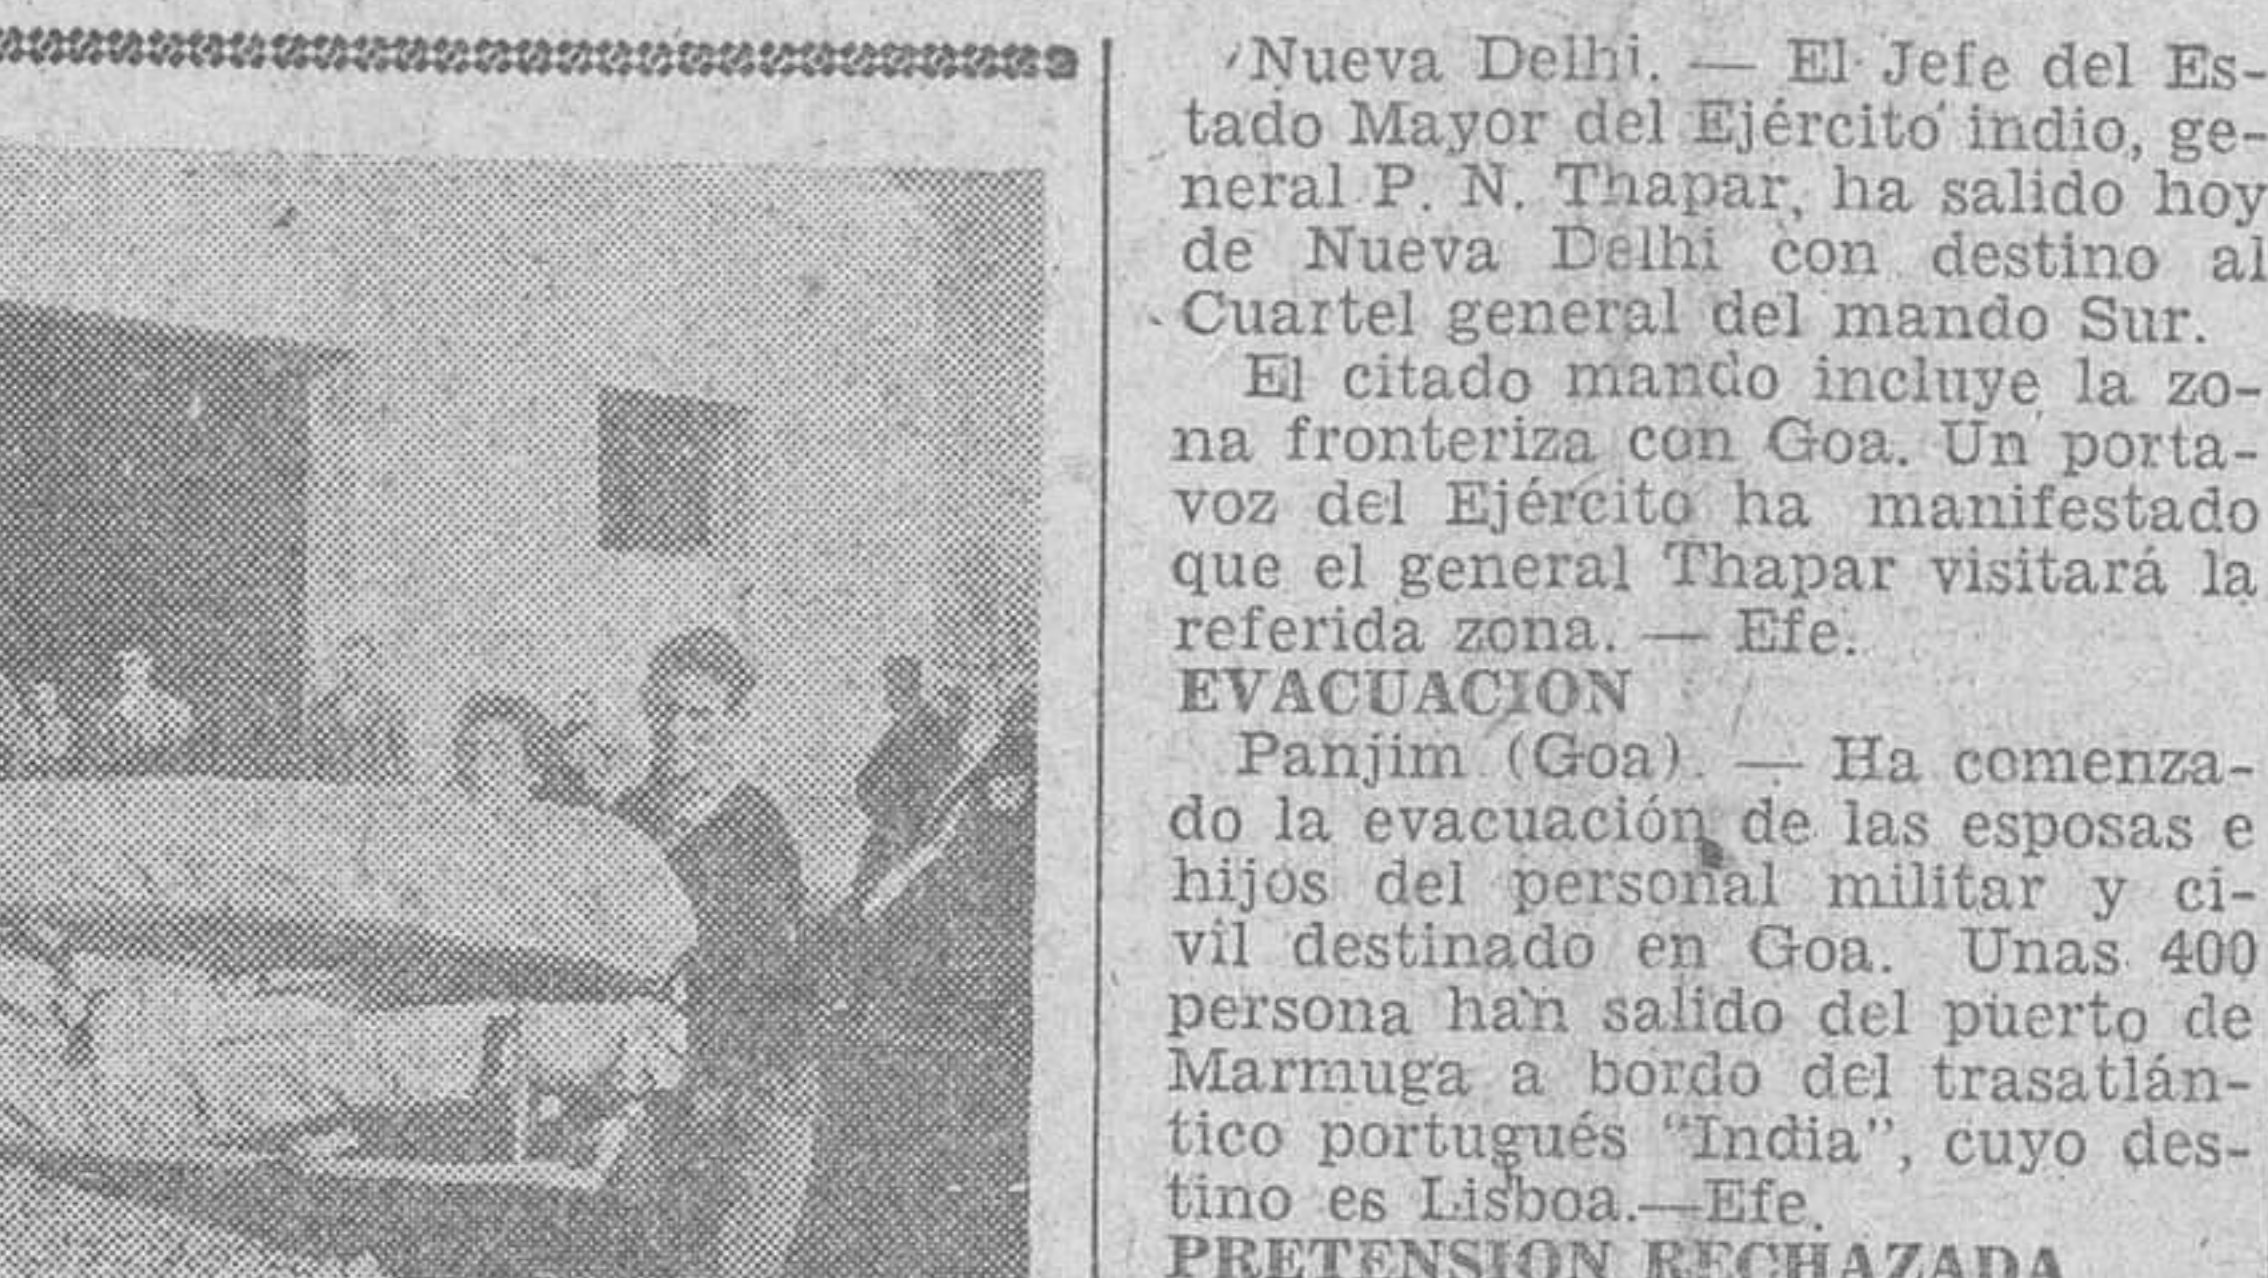 Nueva Delhi. — El Jefe del Es-
tado Mayor del Ejército indio, ge-
neral P. N. Thapar, ha salido hoy
de Nueva Delhi con destino al
Cuartel general del mando Sur.
El citado mando incluye la zo-
na fronteriza con Goa. Un porta-
voz del Ejército ha manifestado
que el general Thapar visitará la
referida zona. — Efe.
EVACUACION
Panjim (Goa). — Ha comenza-
do la evacuación de las esposas e
hijos del personal militar y ci-
vil destinado en Goa. Unas 400
persona han salido del puerto de
Marmuga a bordo del trasatlán-
tico portugués "India", cuyo des-
tino es Lisboa.—Efe.
PRETENSION RECHAZADA